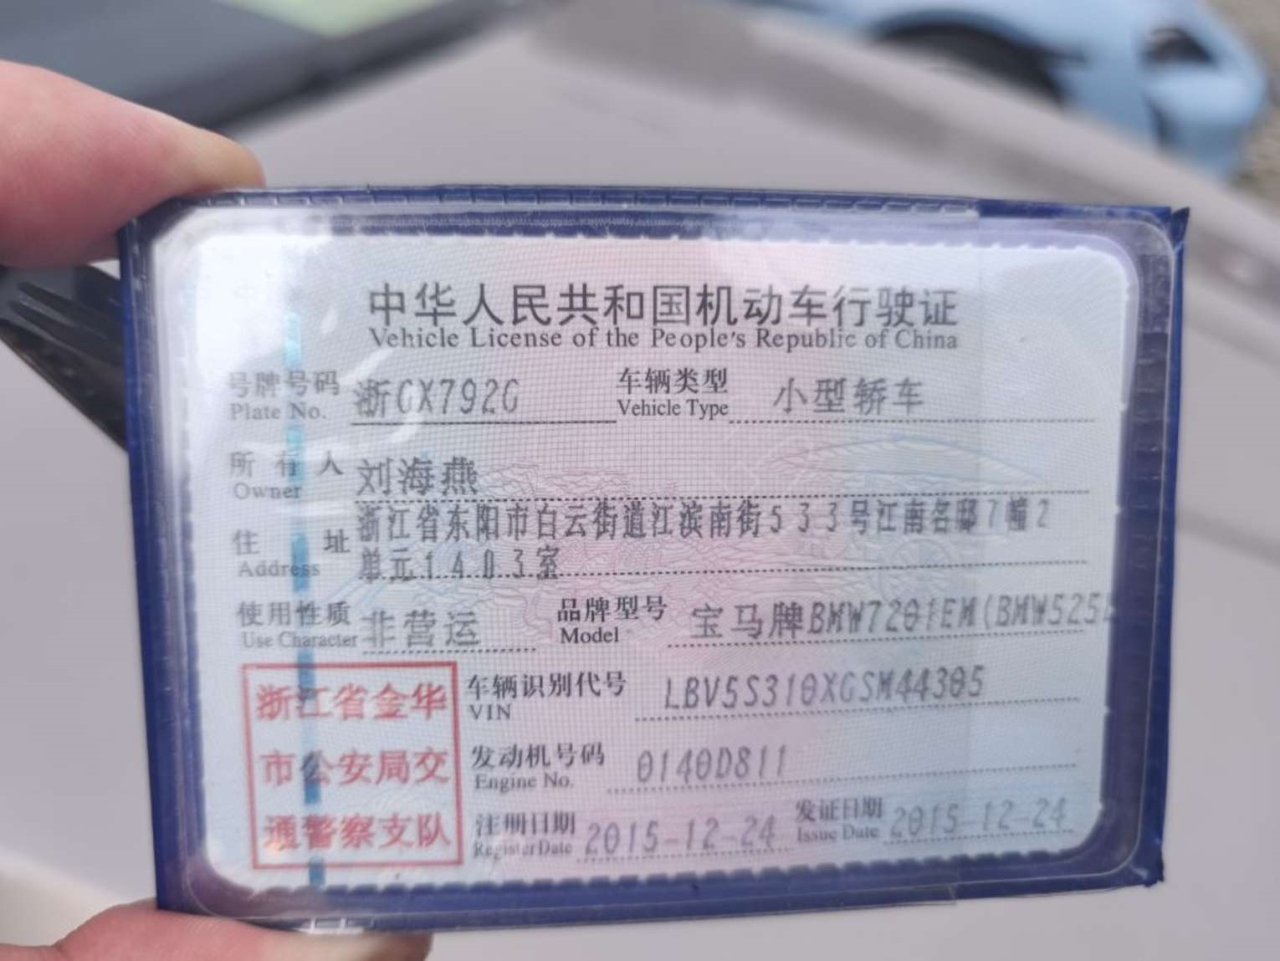 中华人民共和国机动车行驶证
Vehicle License of the People's Republic of China
号牌号码 Plate No. 浙GX792G 车辆类型 Vehicle Type 小型轿车
所有人 Owner 刘海燕
住址 Address 浙江省东阳市白云街道江滨南街533号江南名邸7幢2
单元1403室
使用性质 Use Character 非营运 品牌型号 Model 宝马牌BMW7201EM(BMW525L
车辆识别代号 VIN LBV5S310XGSM44305
发动机号码 Engine No. 0140D811
注册日期 Register Date 2015-12-24 发证日期 Issue Date 2015-12-24
浙江省金华
市公安局交
通警察支队